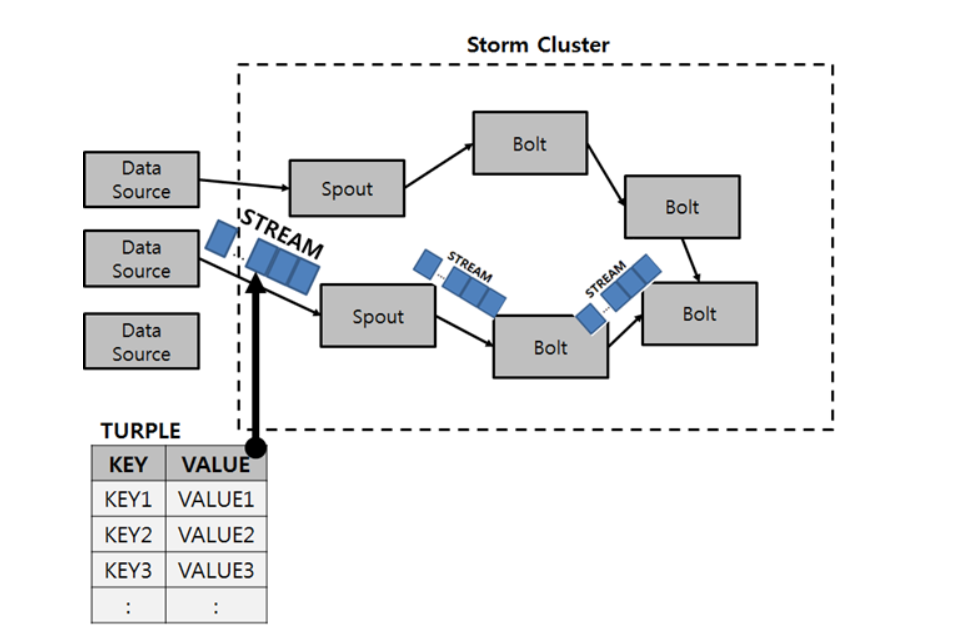 Storm Cluster
Bolt
Data
Source
Spout
Bolt
STREAM
Data
Source
STREAM
STREAM
...
...
...
Spout
Bolt
Data
Source
Bolt
TURPLE
KEY VALUE
KEY1 VALUE1
KEY2 VALUE2
KEY3 VALUE3
: :